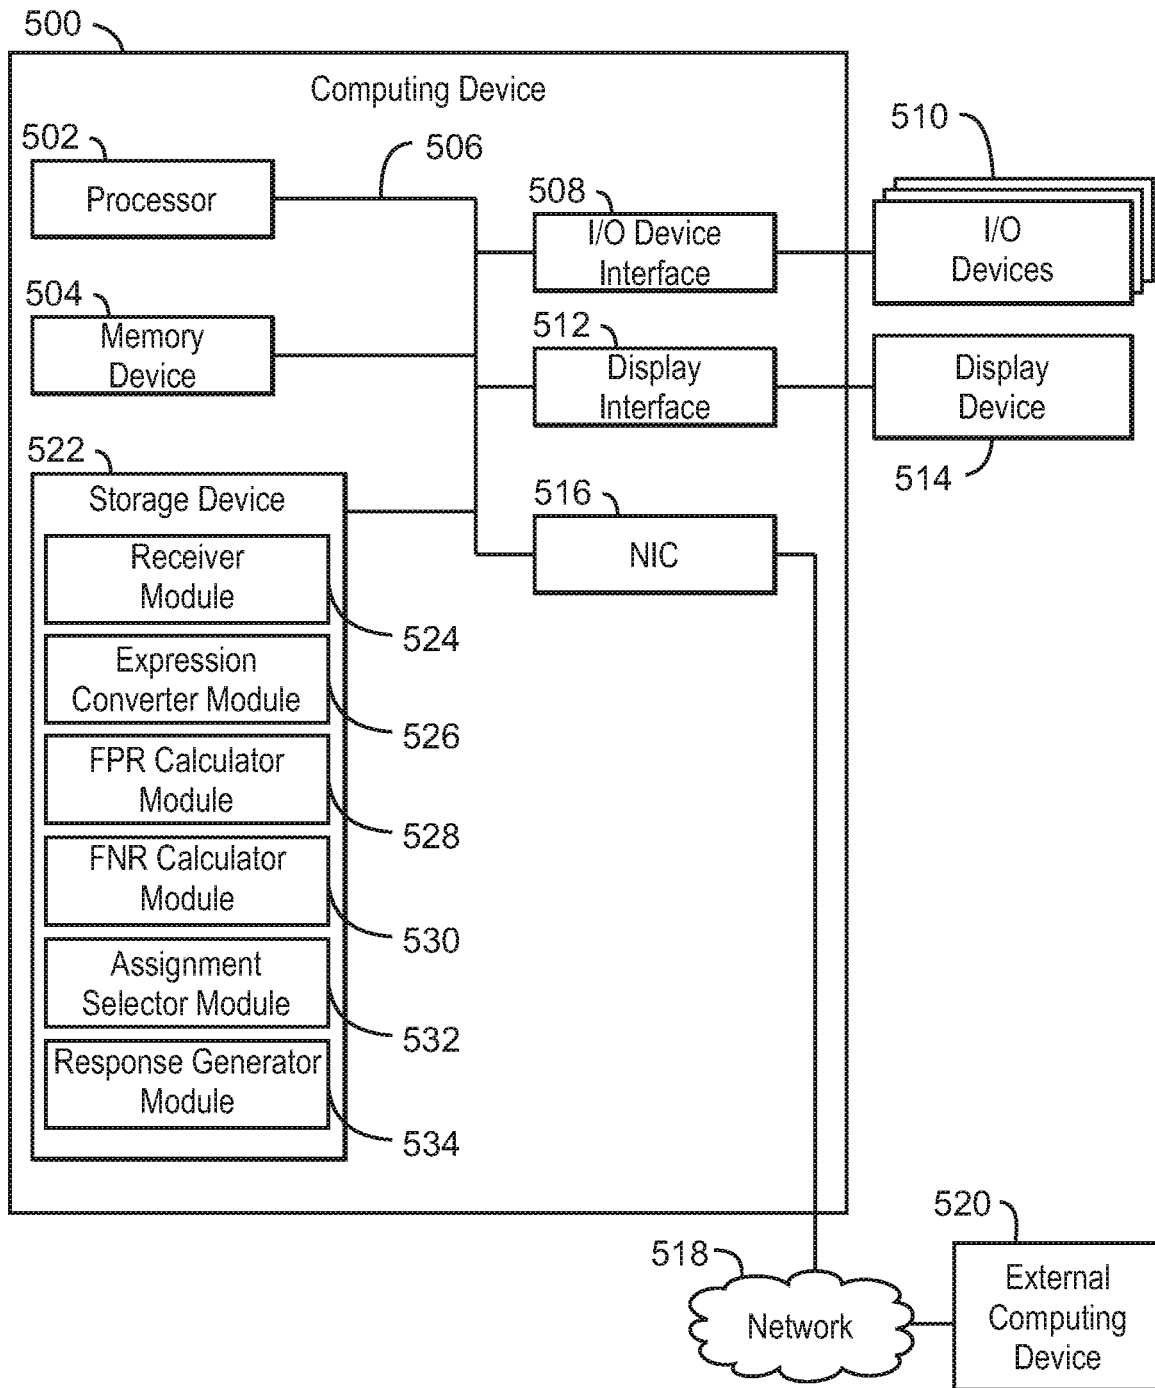 500
Computing Device
502
Processor
506
508
I/O Device
Interface
510
I/O
Devices
504
Memory
Device
512
Display
Interface
Display
Device
514
522
Storage Device
516
NIC
Receiver
Module
524
Expression
Converter Module
526
FPR Calculator
Module
528
FNR Calculator
Module
530
Assignment
Selector Module
532
Response Generator
Module
534
518
Network
520
External
Computing
Device